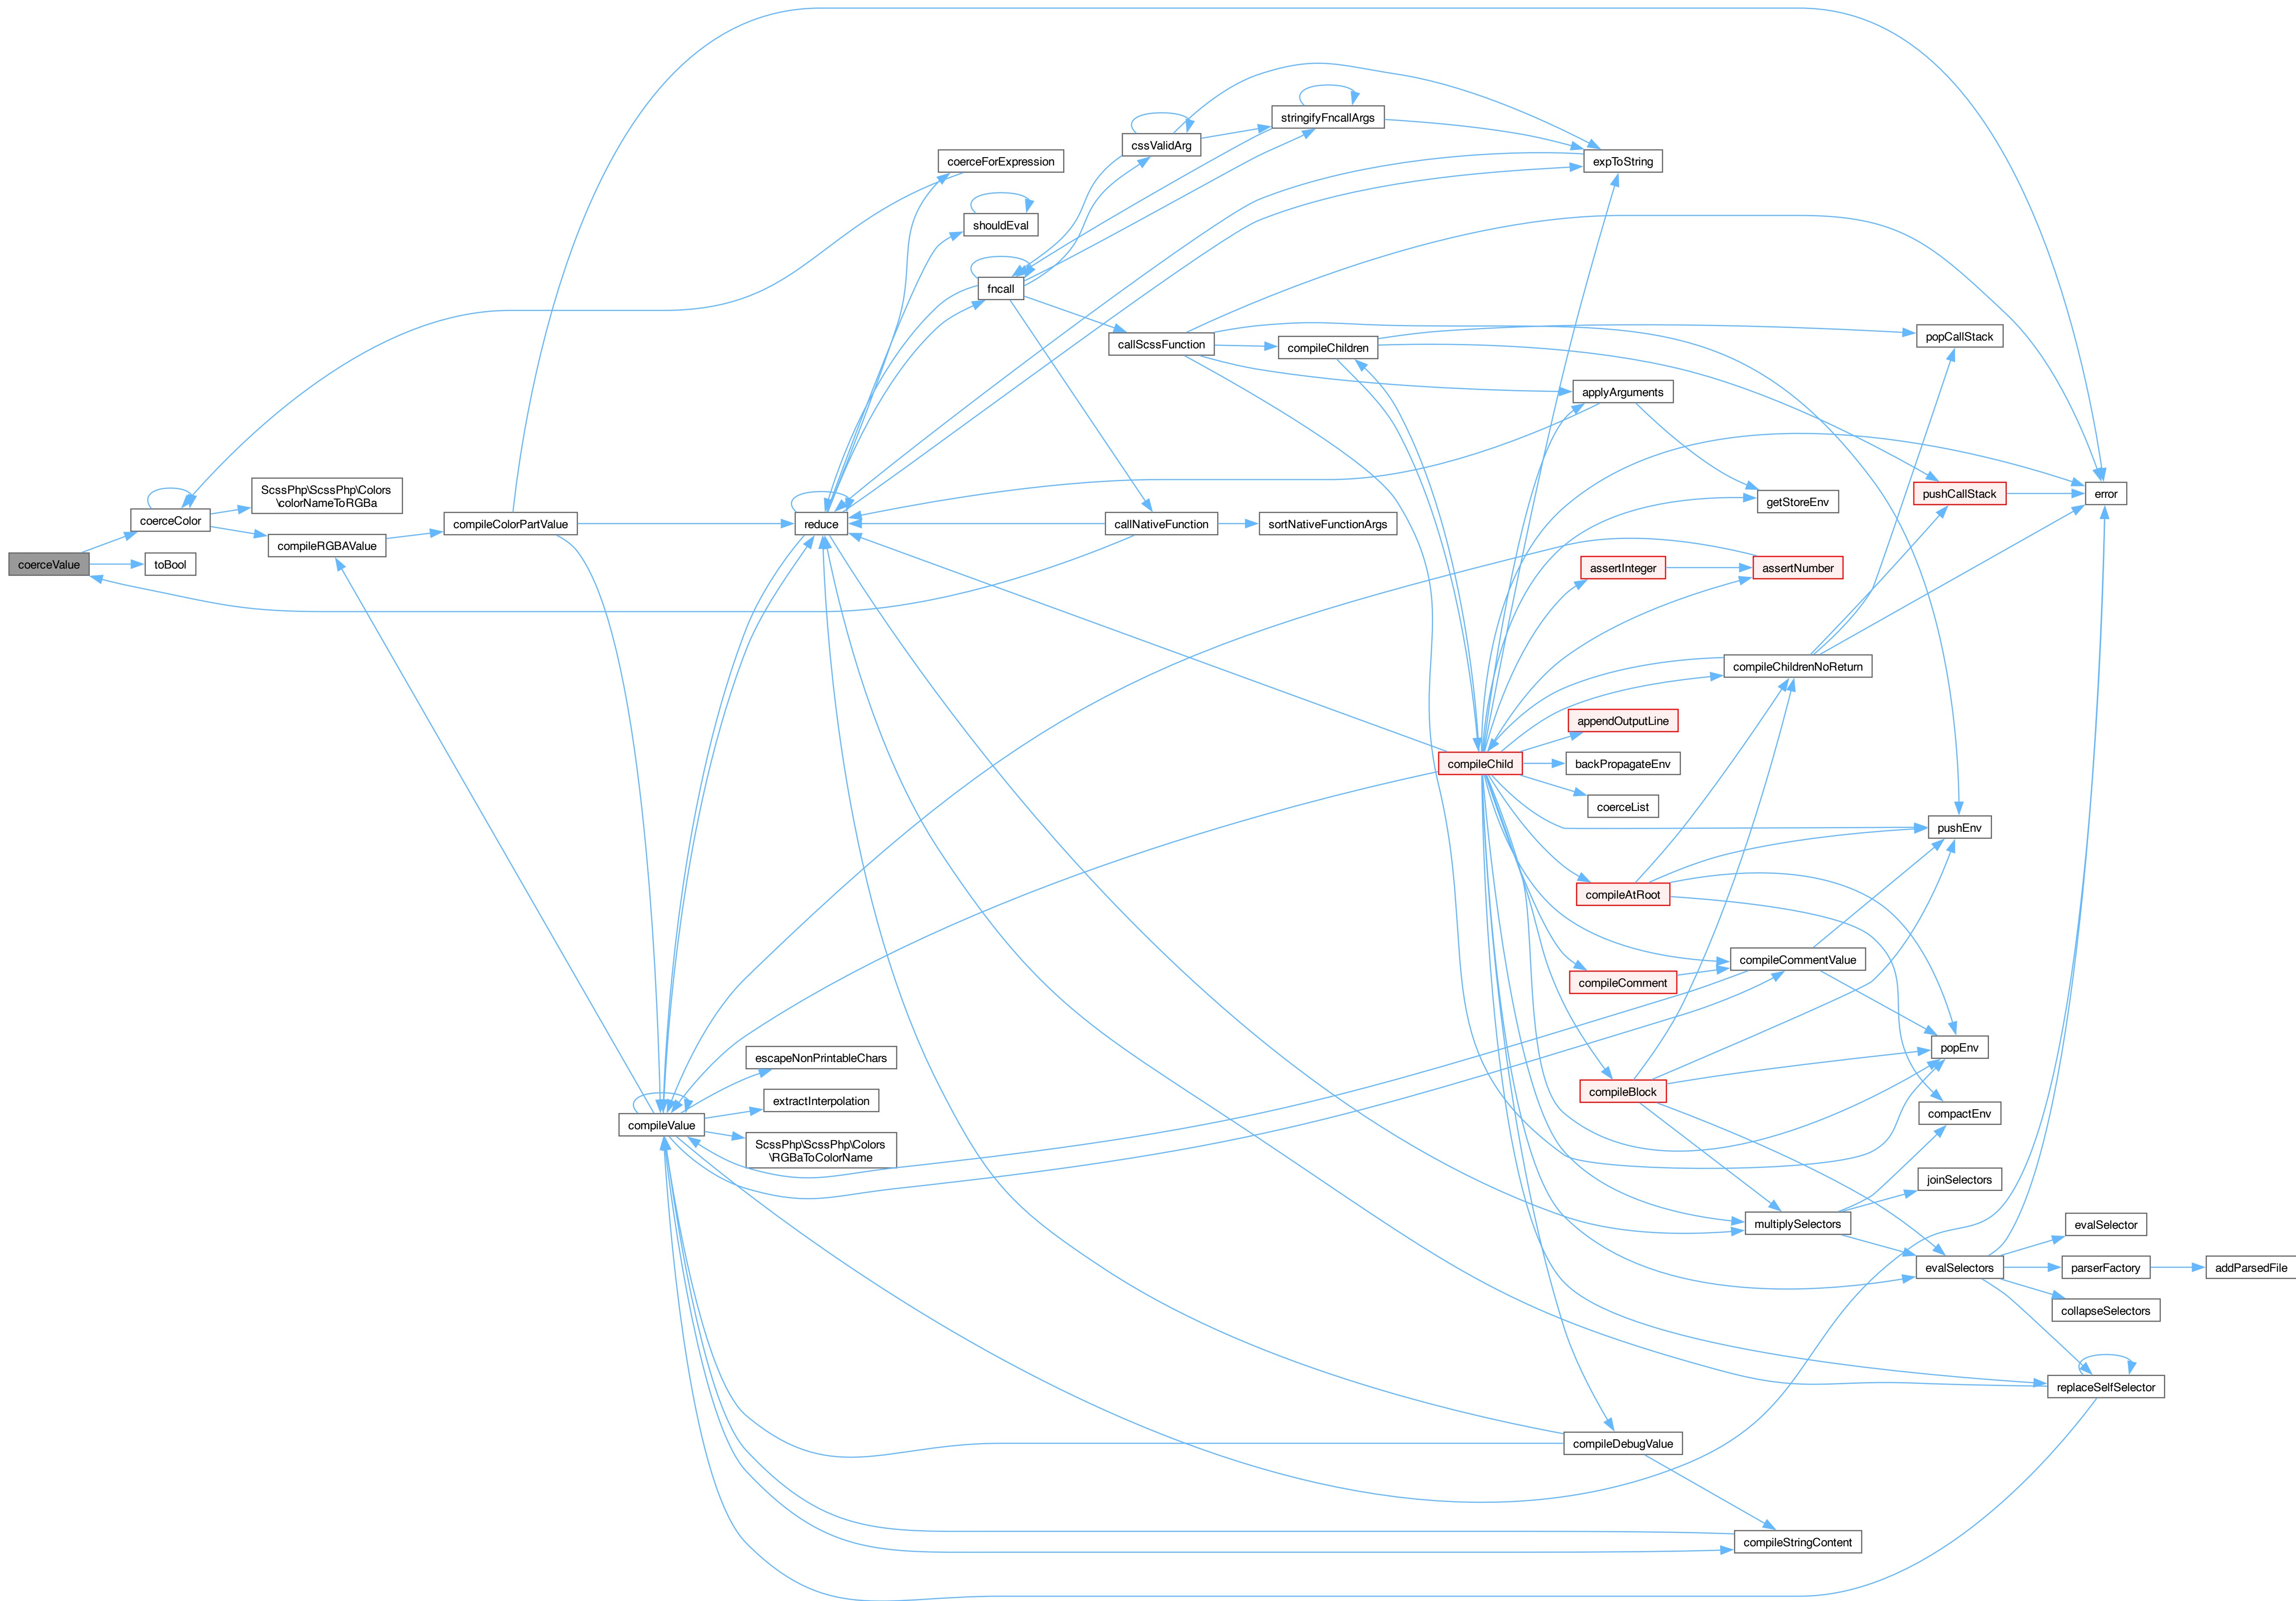 stringifyFncallArgs
cssValidArg
coerceForExpression
expToString
shouldEval
fncall
popCallStack
callScssFunction
compileChildren
applyArguments
ScssPhp\ScssPhp\Colors
\colorNameToRGBa
pushCallStack
error
getStoreEnv
coerceColor
compileColorPartValue
reduce
callNativeFunction
sortNativeFunctionArgs
compileRGBAValue
coerceValue
toBool
assertInteger
assertNumber
compileChildrenNoReturn
appendOutputLine
compileChild
backPropagateEnv
coerceList
pushEnv
compileAtRoot
compileCommentValue
compileComment
popEnv
escapeNonPrintableChars
compileBlock
extractInterpolation
compactEnv
compileValue
ScssPhp\ScssPhp\Colors
\RGBaToColorName
joinSelectors
multiplySelectors
evalSelector
evalSelectors
parserFactory
addParsedFile
collapseSelectors
replaceSelfSelector
compileDebugValue
compileStringContent